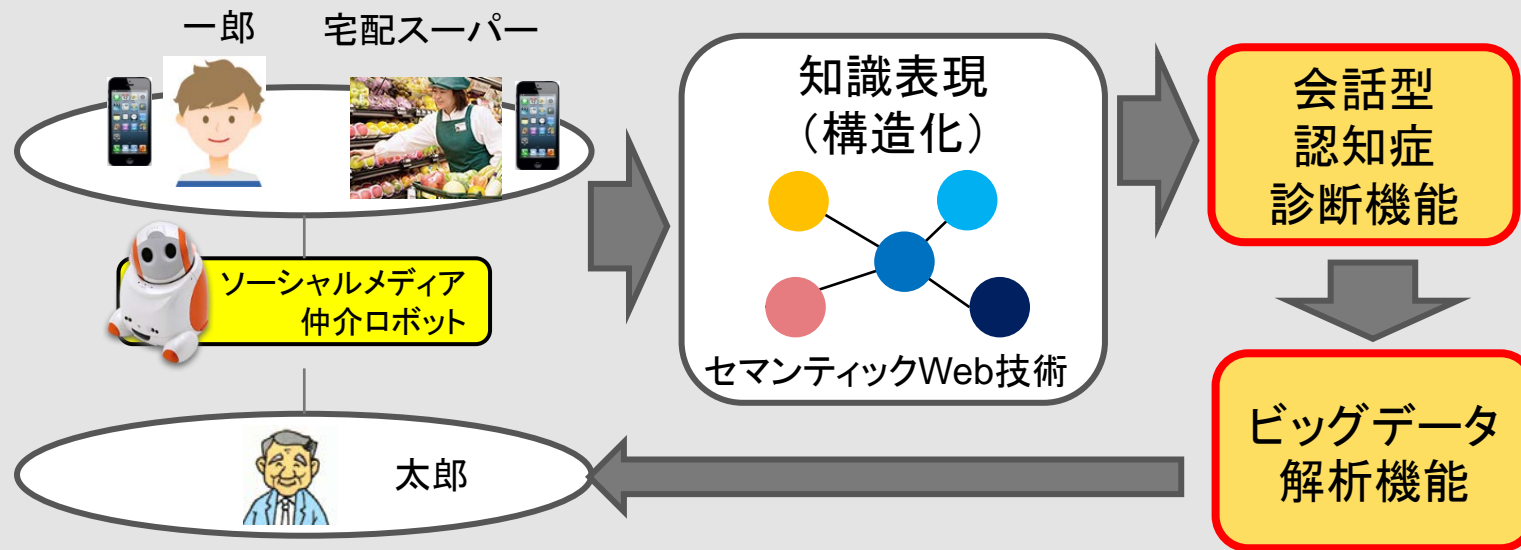 一郎
宅配スーパー
ソーシャルメディア
仲介ロボット
太郎
知識表現
（構造化）
セマンティックWeb技術
会話型
認知症
診断機能
ビッグデータ
解析機能